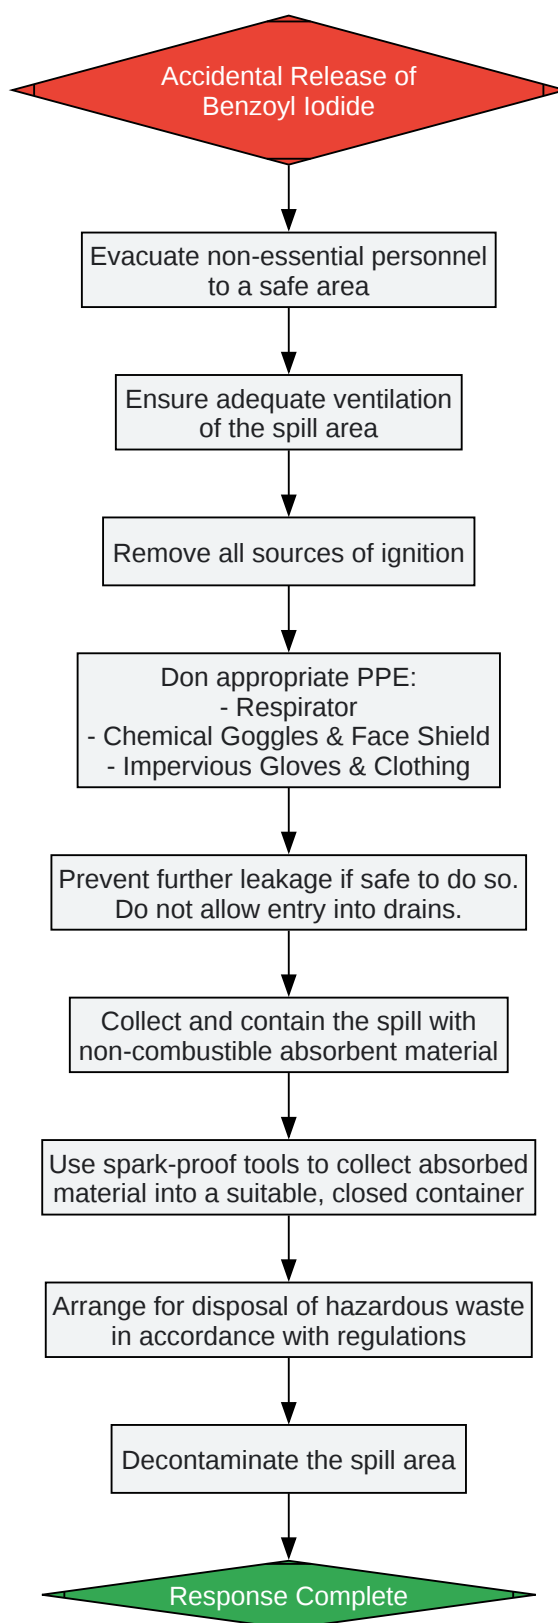 Accidental Release of
Benzoyl Iodide
Evacuate non-essential personnel
to a safe area
Ensure adequate ventilation
of the spill area
Remove all sources of ignition
Don appropriate PPE:
- Respirator
- Chemical Goggles & Face Shield
- Impervious Gloves & Clothing
Prevent further leakage if safe to do so.
Do not allow entry into drains.
Collect and contain the spill with
non-combustible absorbent material
Use spark-proof tools to collect absorbed
material into a suitable, closed container
Arrange for disposal of hazardous waste
in accordance with regulations
Decontaminate the spill area
Response Complete